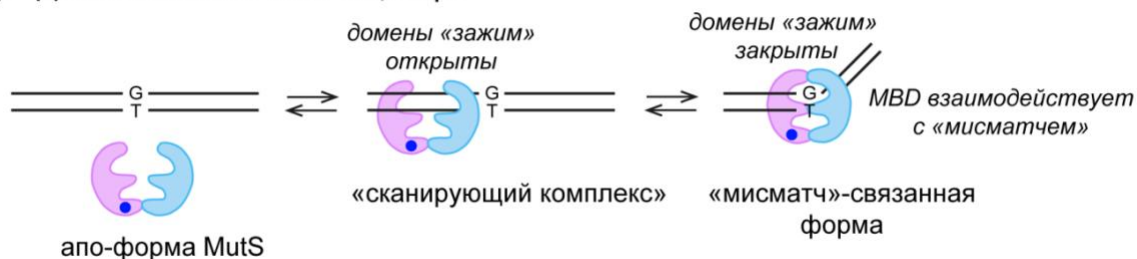 домены «зажим»
открыты
домены «зажим»
закрыты
G
T
G
T
G
T
MBD взаимодействует
с «мисматчем»
«сканирующий комплекс»
«мисматч»-связанная
форма
апо-форма MutS